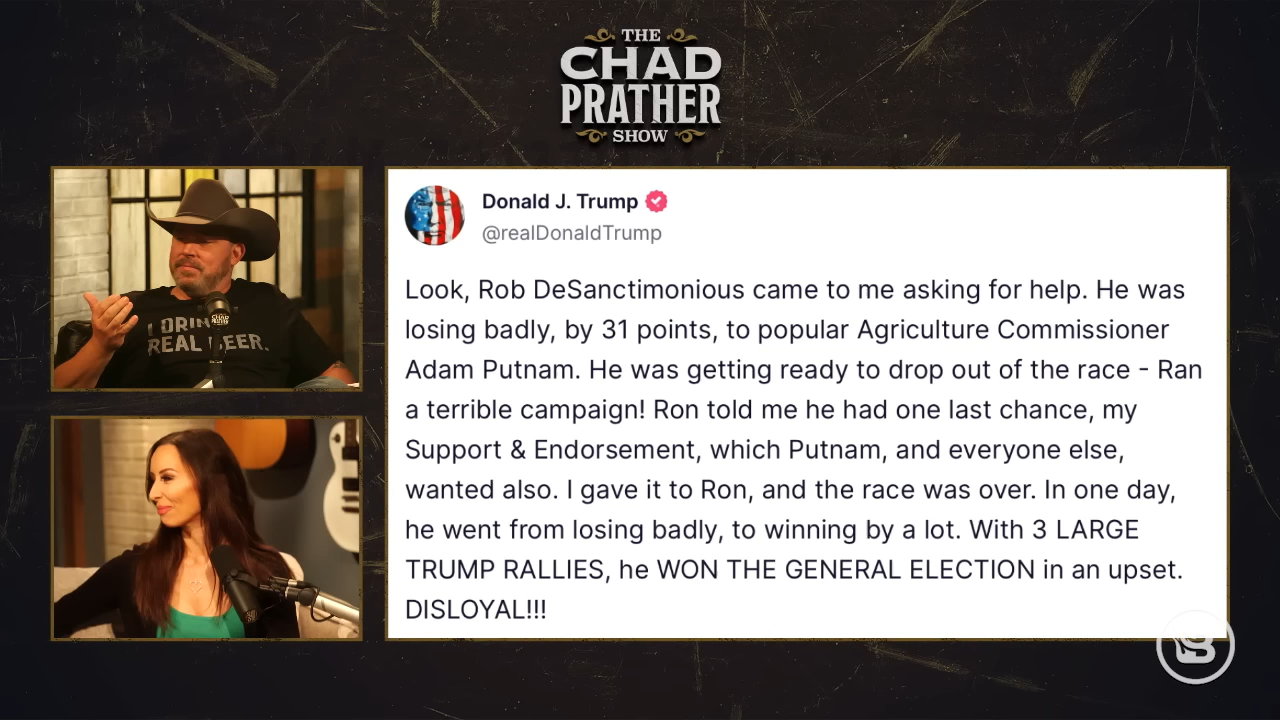 THE
CHAD
PRATHER
SHOW
I DRINK
REAL BEER.
Donald J. Trump
@realDonaldTrump
Look, Rob DeSanctimonious came to me asking for help. He was
losing badly, by 31 points, to popular Agriculture Commissioner
Adam Putnam. He was getting ready to drop out of the race - Ran
a terrible campaign! Ron told me he had one last chance, my
Support & Endorsement, which Putnam, and everyone else,
wanted also. I gave it to Ron, and the race was over. In one day,
he went from losing badly, to winning by a lot. With 3 LARGE
TRUMP RALLIES, he WON THE GENERAL ELECTION in an upset.
DISLOYAL!!!
B